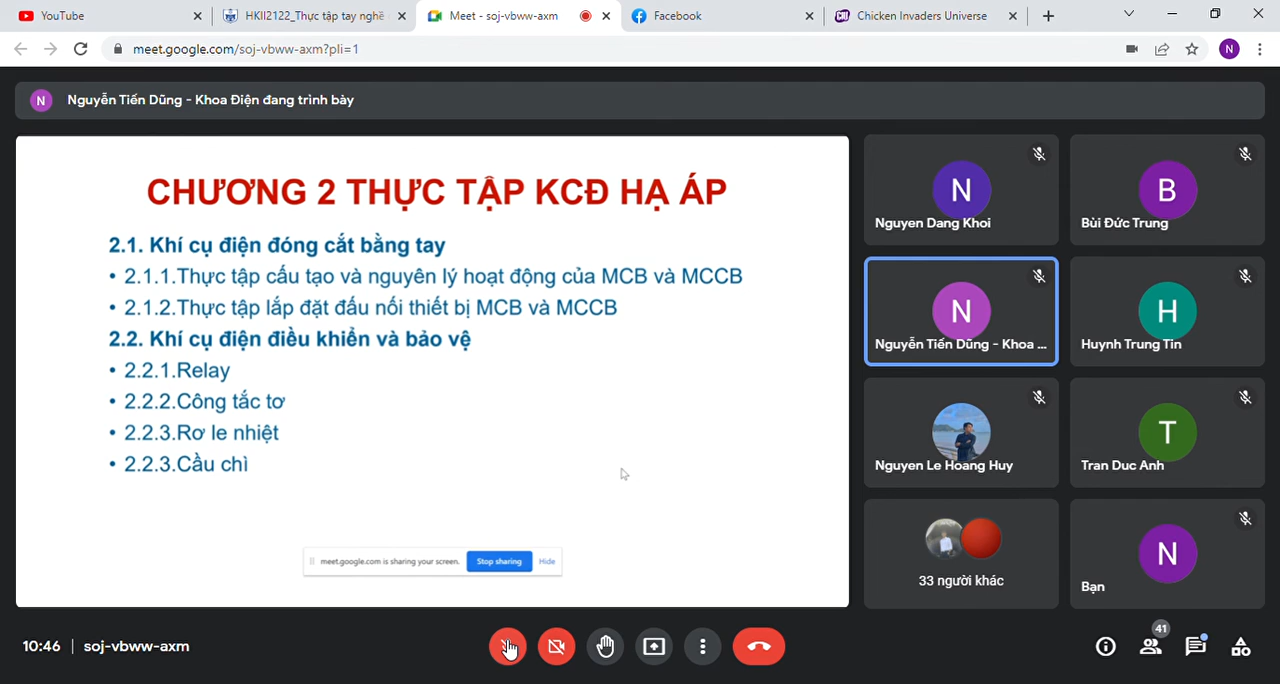 YouTube
HKII2122_Thực tập tay nghề
Meet - soj-vbww-axm
Facebook
CU
Chicken Invaders Universe
meet.google.com/soj-vbww-axm?pli=1
N
N
Nguyễn Tiến Dũng - Khoa Điện đang trình bày
CHƯƠNG 2 THỰC TẬP KCĐ HẠ ÁP
2.1. Khí cụ điện đóng cắt bằng tay
• 2.1.1.Thực tập cấu tạo và nguyên lý hoạt động của MCB và MCCB
• 2.1.2.Thực tập lắp đặt đấu nối thiết bị MCB và MCCB
2.2. Khí cụ điện điều khiển và bảo vệ
• 2.2.1.Relay
• 2.2.2.Công tắc tơ
• 2.2.3.Rơ le nhiệt
• 2.2.3.Cầu chì
meet.google.com is sharing your screen.
Stop sharing
Hide
N
Nguyen Dang Khoi
B
Bùi Đức Trung
N
Nguyễn Tiến Dũng - Khoa ...
H
Huynh Trung Tin
Nguyen Le Hoang Huy
T
Tran Duc Anh
33 người khác
N
Bạn
10:46 | soj-vbww-axm
41